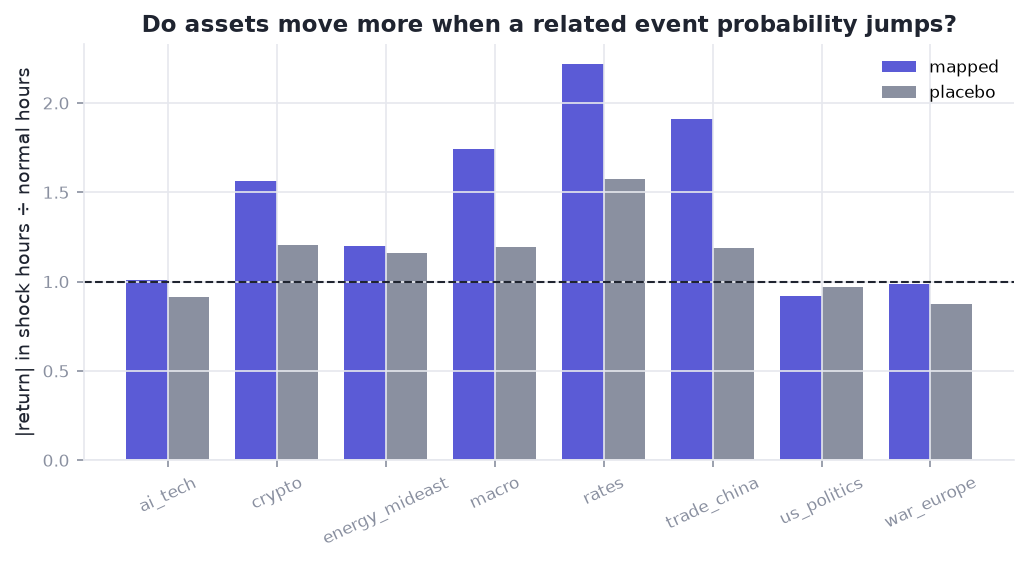 Do assets move more when a related event probability jumps?
|return| in shock hours ÷ normal hours
mapped
placebo
2.0
1.5
1.0
0.5
0.0
ai_tech
crypto
energy_mideast
macro
rates
trade_china
us_politics
war_europe